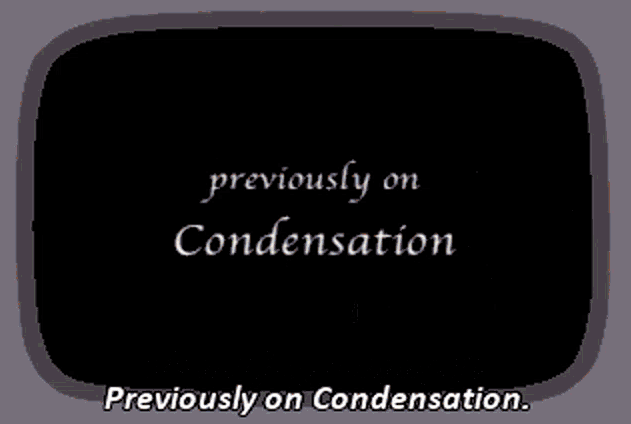 previously on
Condensation
Previously on Condensation.